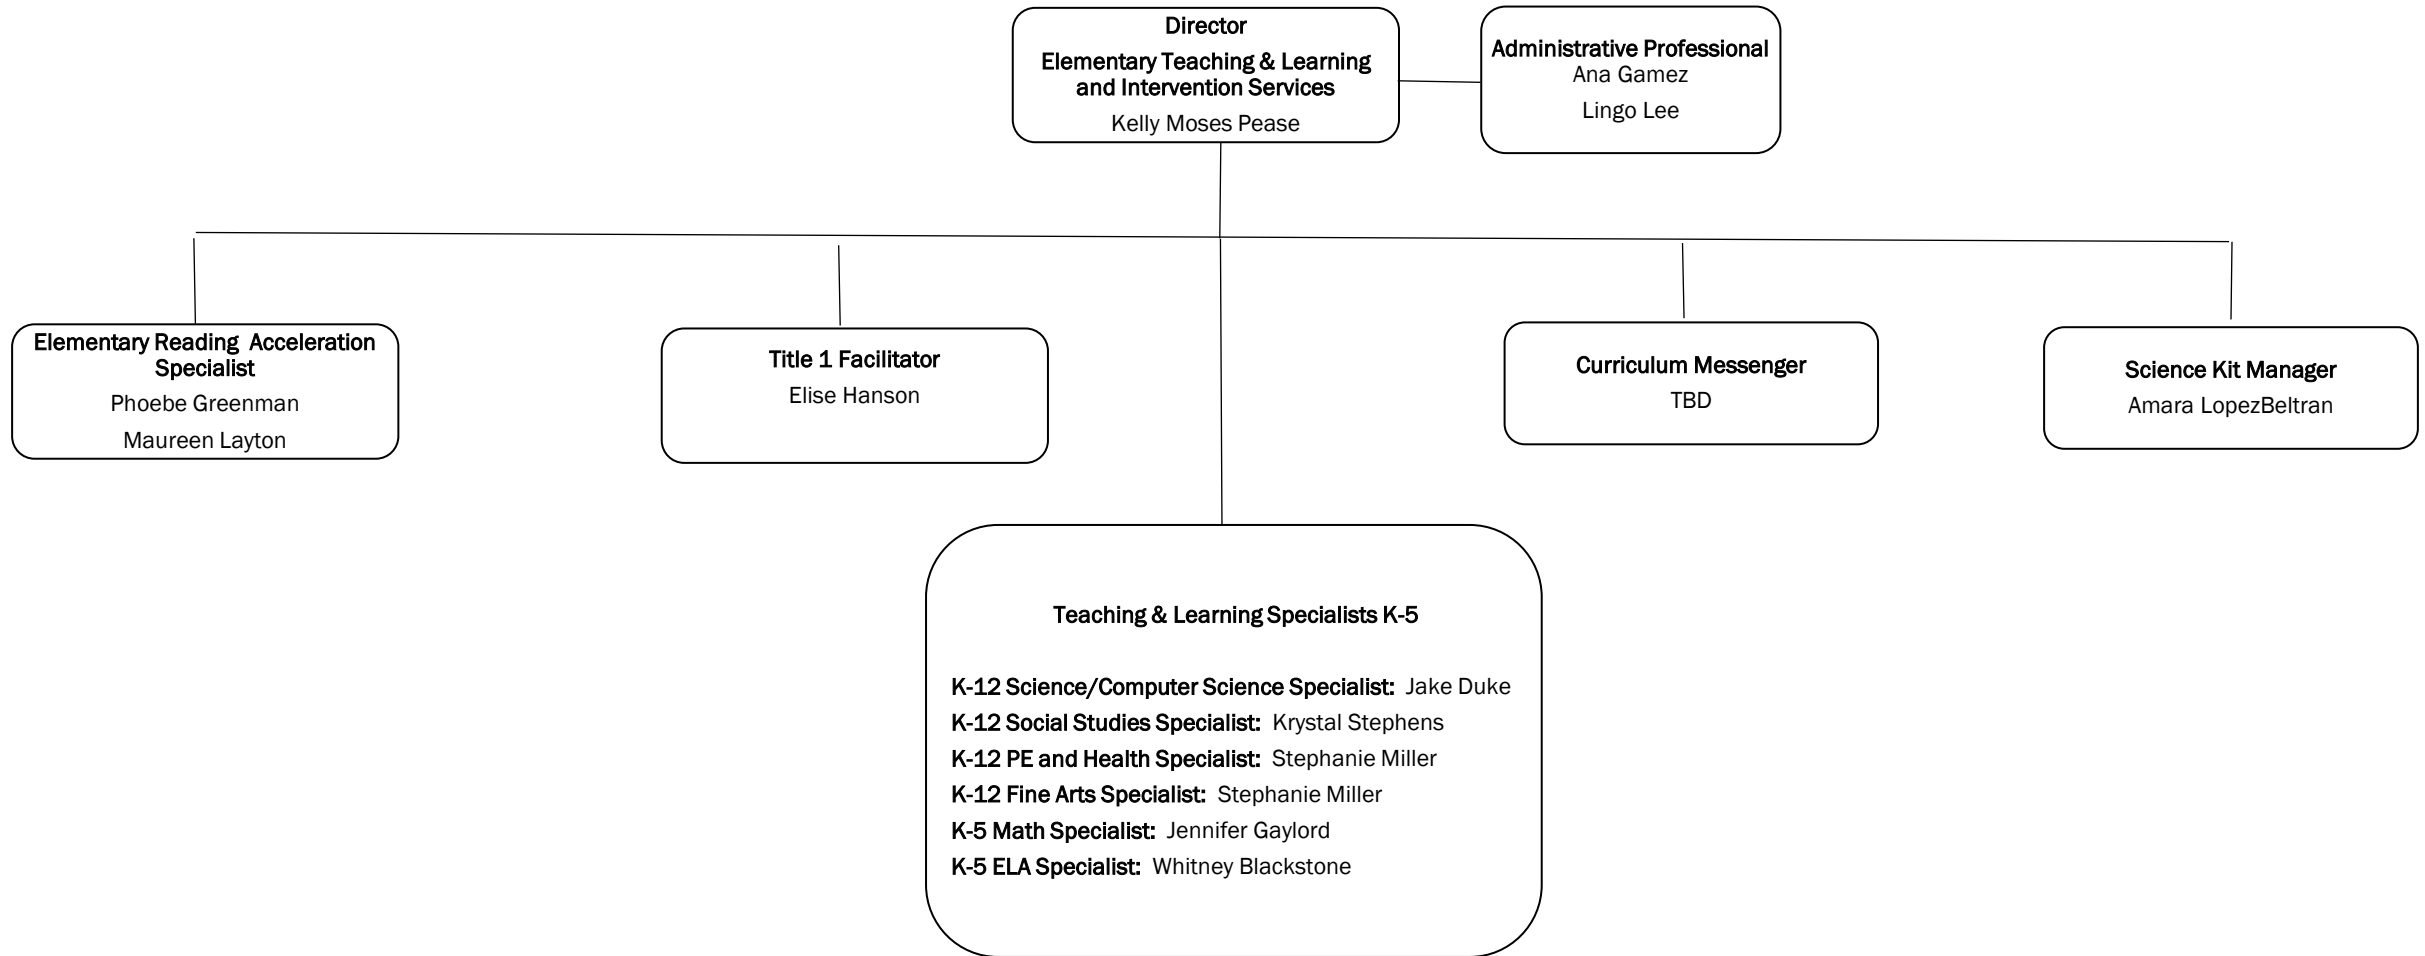 Director
Elementary Teaching & Learning
and Intervention Services
Kelly Moses Pease
Administrative Professional
Ana Gamez
Lingo Lee
Elementary Reading Acceleration
Specialist
Phoebe Greenman
Maureen Layton
Title 1 Facilitator
Elise Hanson
Curriculum Messenger
TBD
Science Kit Manager
Amara LopezBeltran
Teaching & Learning Specialists K-5
K-12 Science/Computer Science Specialist: Jake Duke
K-12 Social Studies Specialist: Krystal Stephens
K-12 PE and Health Specialist: Stephanie Miller
K-12 Fine Arts Specialist: Stephanie Miller
K-5 Math Specialist: Jennifer Gaylord
K-5 ELA Specialist: Whitney Blackstone